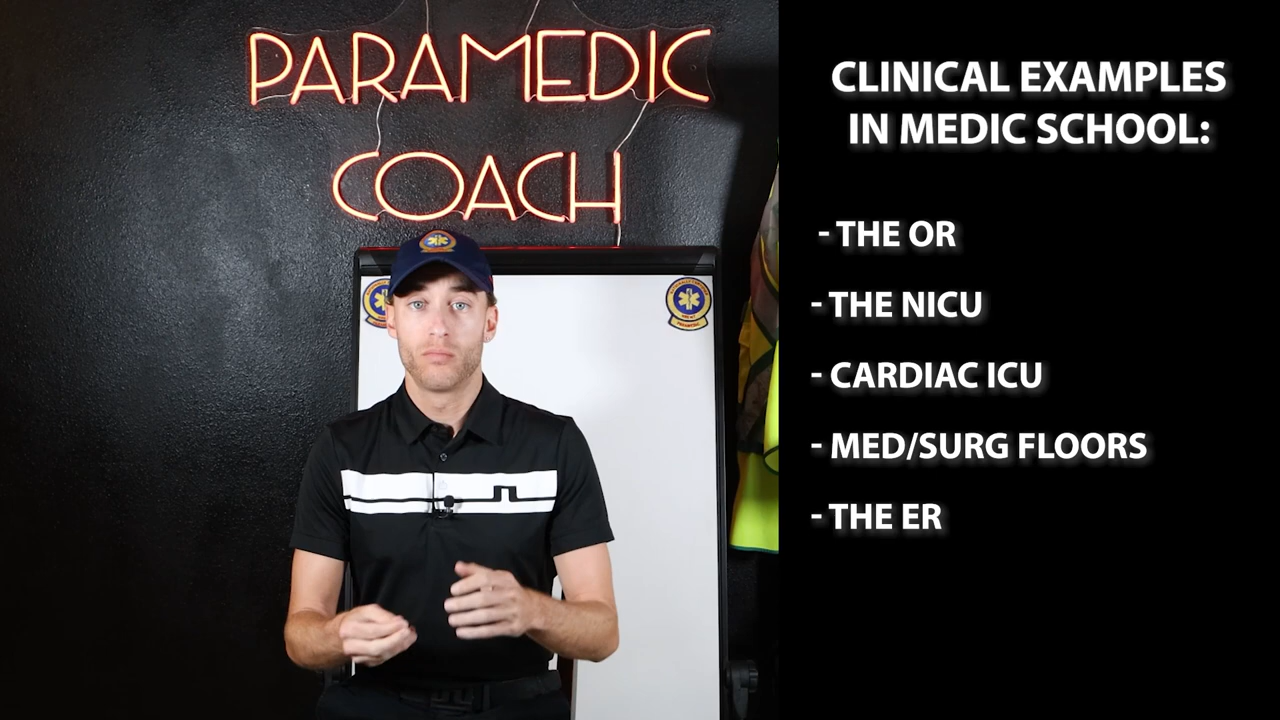 PARAMEDIC
COACH
CLINICAL EXAMPLES
IN MEDIC SCHOOL:
- THE OR
- THE NICU
- CARDIAC ICU
- MED/SURG FLOORS
- THE ER